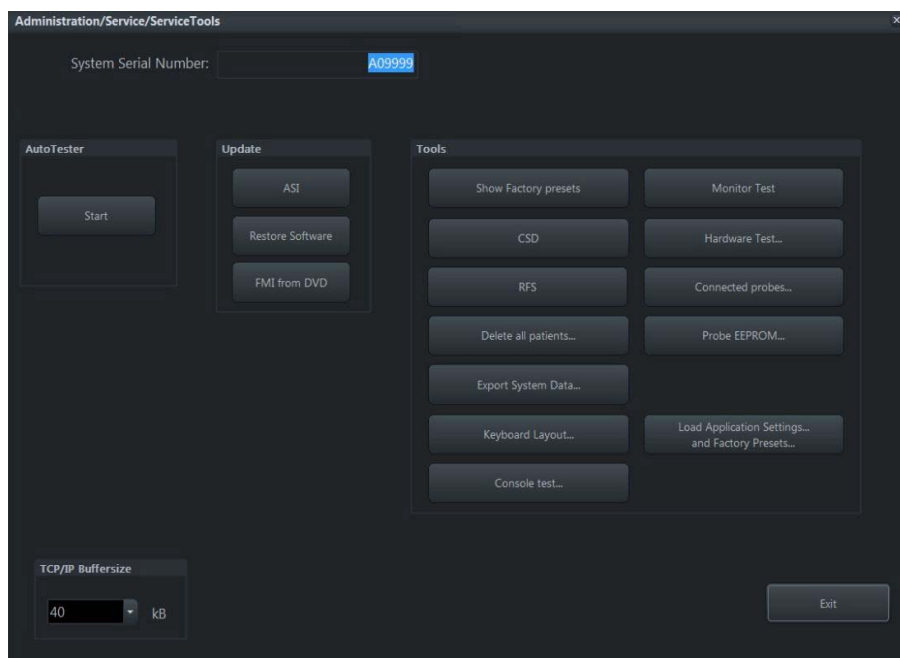 Administration/Service/ServiceTools
System Serial Number:
A09999
AutoTester
Start
Update
ASI
Restore Software
FMI from DVD
Tools
Show Factory presets
Monitor Test
CSD
Hardware Test...
RFS
Connected probes...
Delete all patients...
Probe EEPROM...
Export System Data...
Keyboard Layout...
Load Application Settings...
and Factory Presets...
Console test...
TCP/IP Buffersize
40
kB
Exit